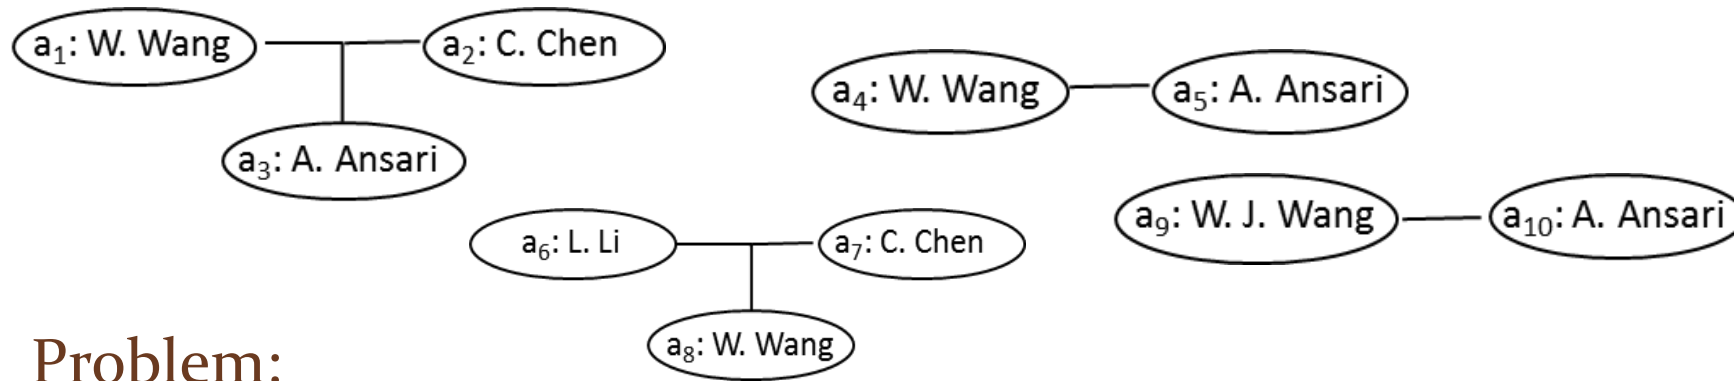 a₁: W. Wang
a₂: C. Chen
a₃: A. Ansari
a₄: W. Wang
a₅: A. Ansari
a₆: L. Li
a₇: C. Chen
a₈: W. Wang
a₉: W. J. Wang
a₁₀: A. Ansari
Problem: